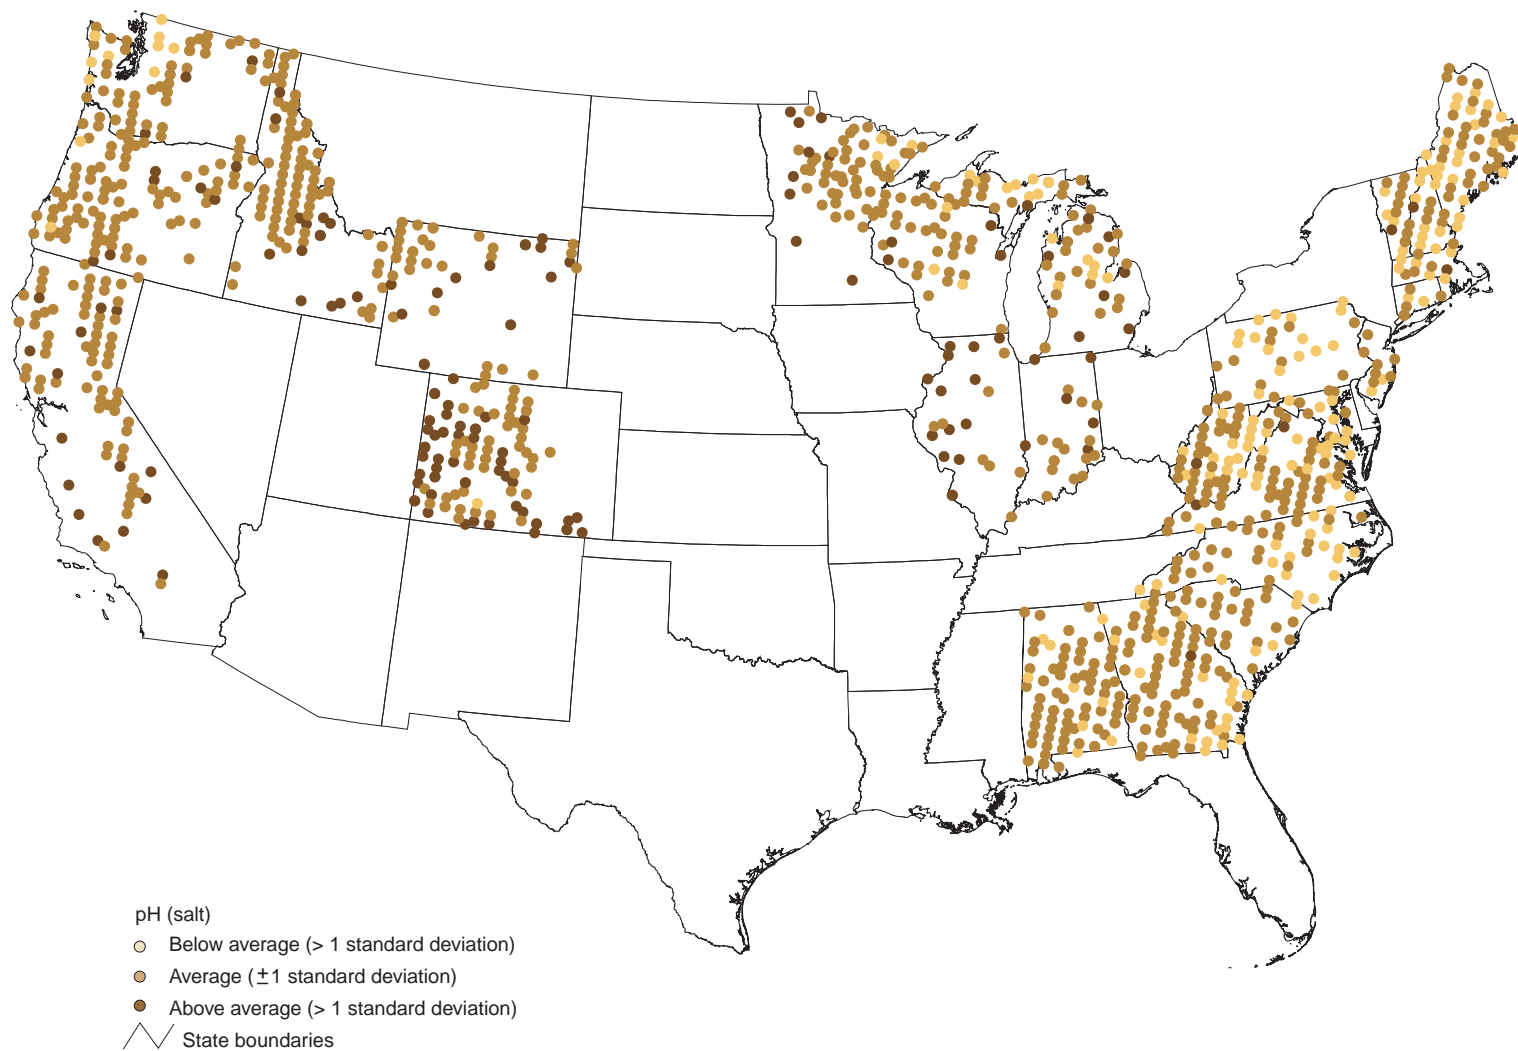 pH (salt)
Below average (> 1 standard deviation)
Average (±1 standard deviation)
Above average (> 1 standard deviation)
State boundaries